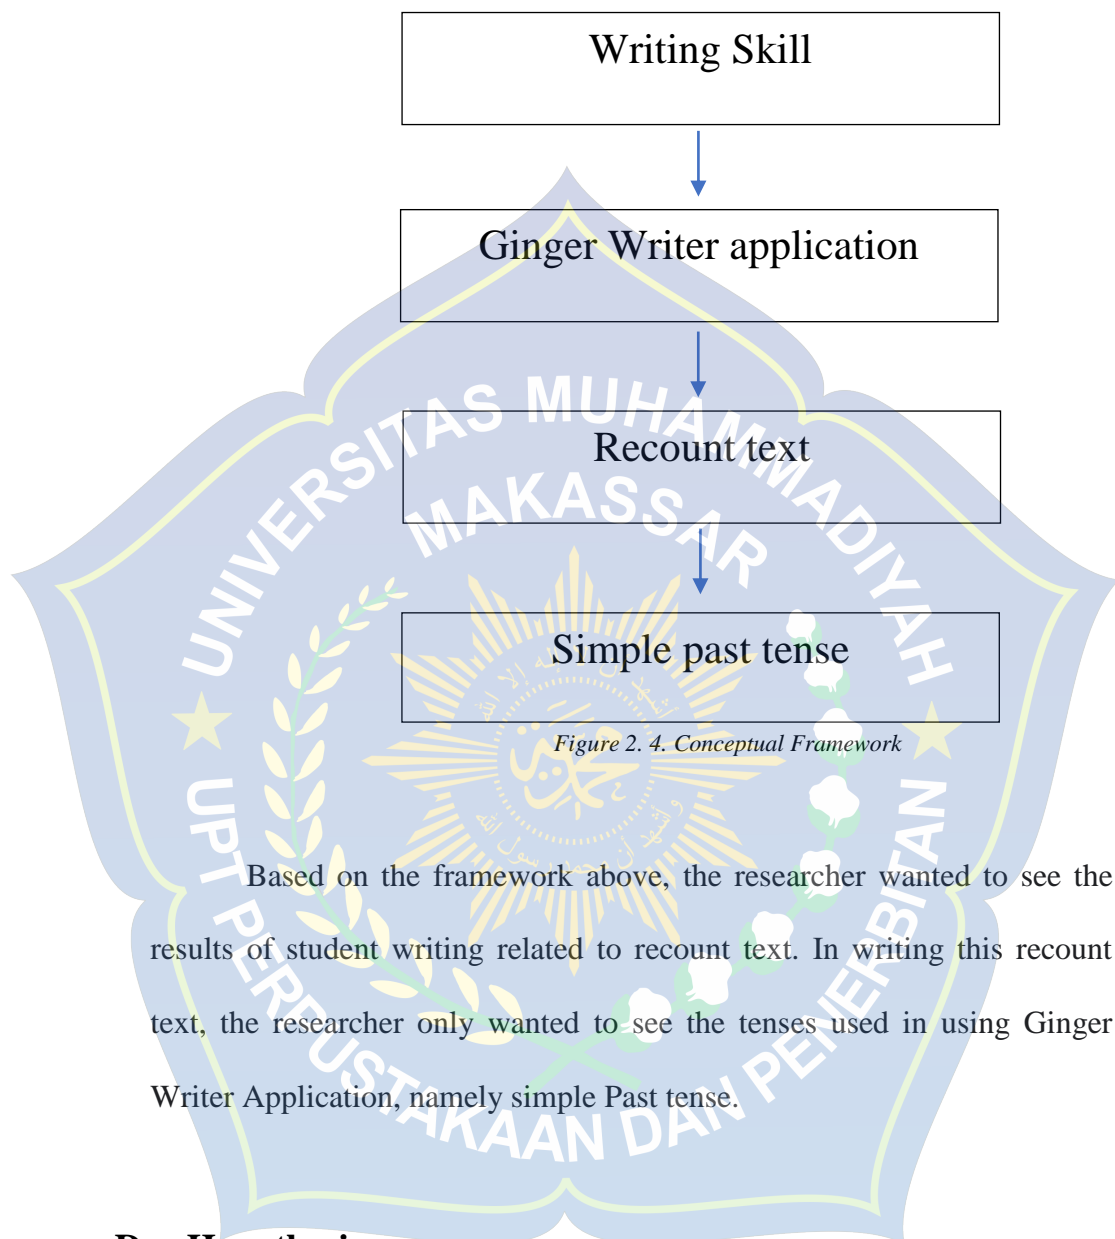 Writing Skill
Ginger Writer application
Recount text
Simple past tense
Figure 2. 4. Conceptual Framework
UNIVERSITAS MUHAMMADIYAH
MAKASSAR
UPT PERPUSTAKAAN DAN PENERBITAN
Based on the framework above, the researcher wanted to see the
results of student writing related to recount text. In writing this recount
text, the researcher only wanted to see the tenses used in using Ginger
Writer Application, namely simple Past tense.